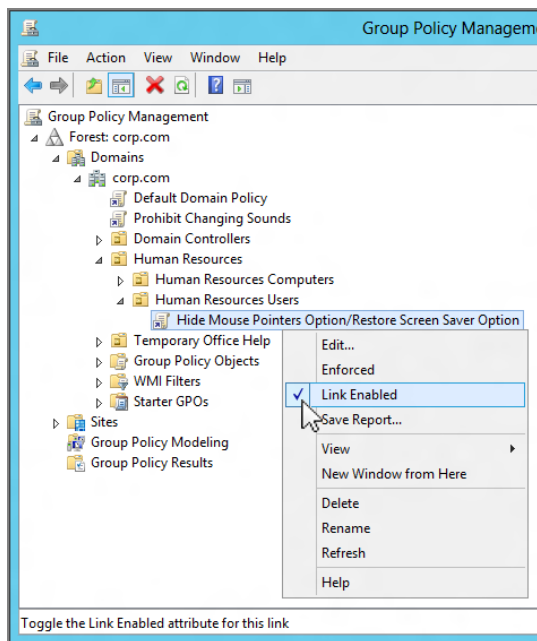 Group Policy Managem
File Action View Window Help
Group Policy Management
Forest: corp.com
Domains
corp.com
Default Domain Policy
Prohibit Changing Sounds
Domain Controllers
Human Resources
Human Resources Computers
Human Resources Users
Hide Mouse Pointers Option/Restore Screen Saver Option
Temporary Office Help
Group Policy Objects
WMI Filters
Starter GPOs
Sites
Group Policy Modeling
Group Policy Results
Edit...
Enforced
Link Enabled
Save Report...
View
New Window from Here
Delete
Rename
Refresh
Help
Toggle the Link Enabled attribute for this link